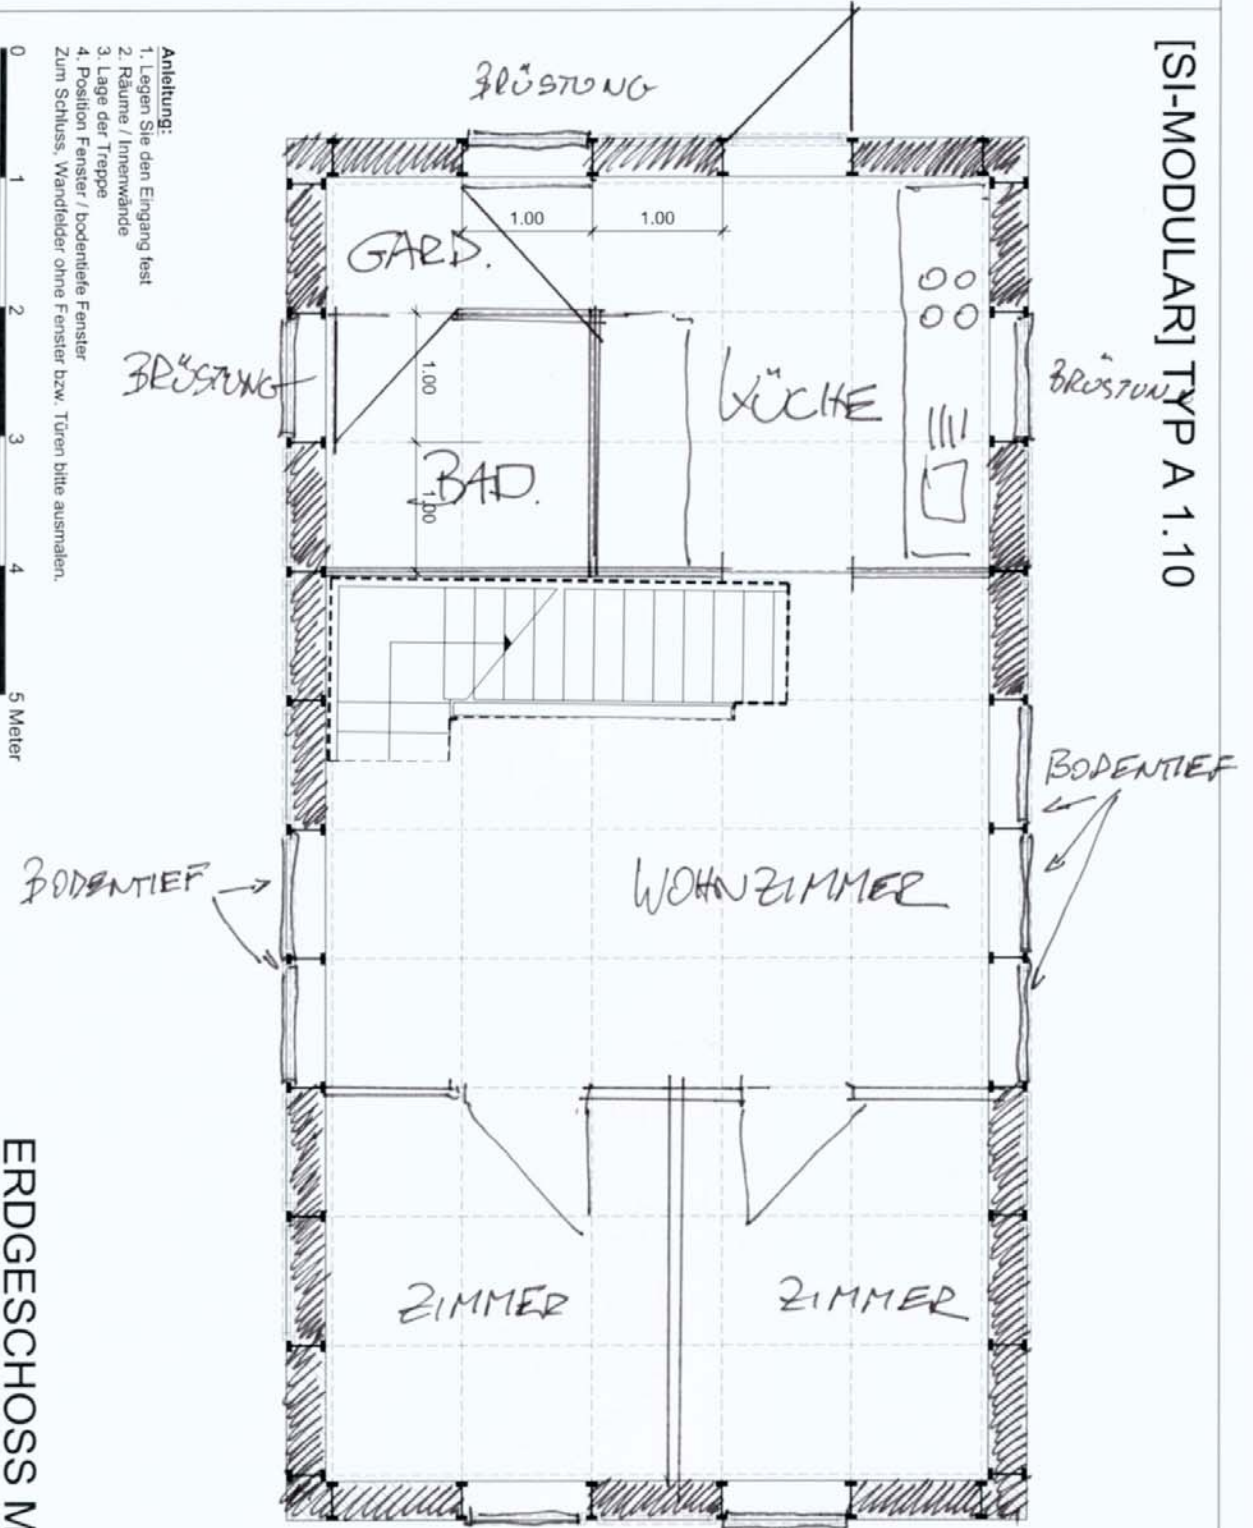 [SI-MODULAR] TYP A 1.10
Anleitung:
1. Legen Sie den Eingang fest
2. Räume / Innenwände
3. Lage der Treppe
4. Position Fenster / bodentiefe Fenster
Zum Schluss, Wandfelder ohne Fenster bzw. Türen bitte ausmalen.
0 1 2 3 4 5 Meter
BRÜSTUNG
1.00 1.00
GARD.
BRÜSTUNG
1.00
KÜCHE
BRÜSTUN
BAD.
1.00
BODENTIEF
BODENTIEF
WOHNZIMMER
ZIMMER
ZIMMER
ERDGESCHOSS M